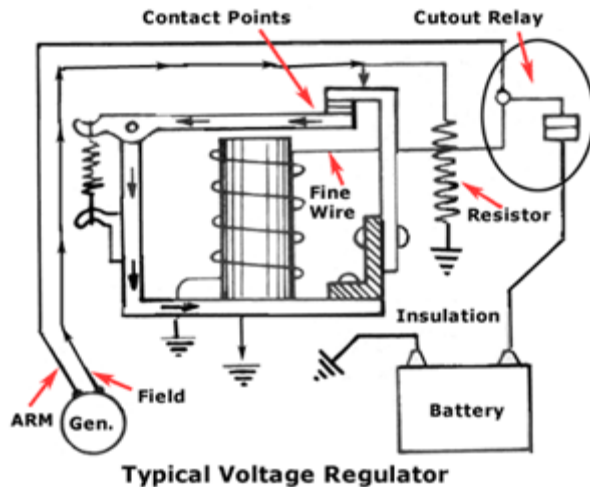 Contact Points
Cutout Relay
Fine
Wire
Resistor
Insulation
ARM
Field
Gen.
Battery
Typical Voltage Regulator